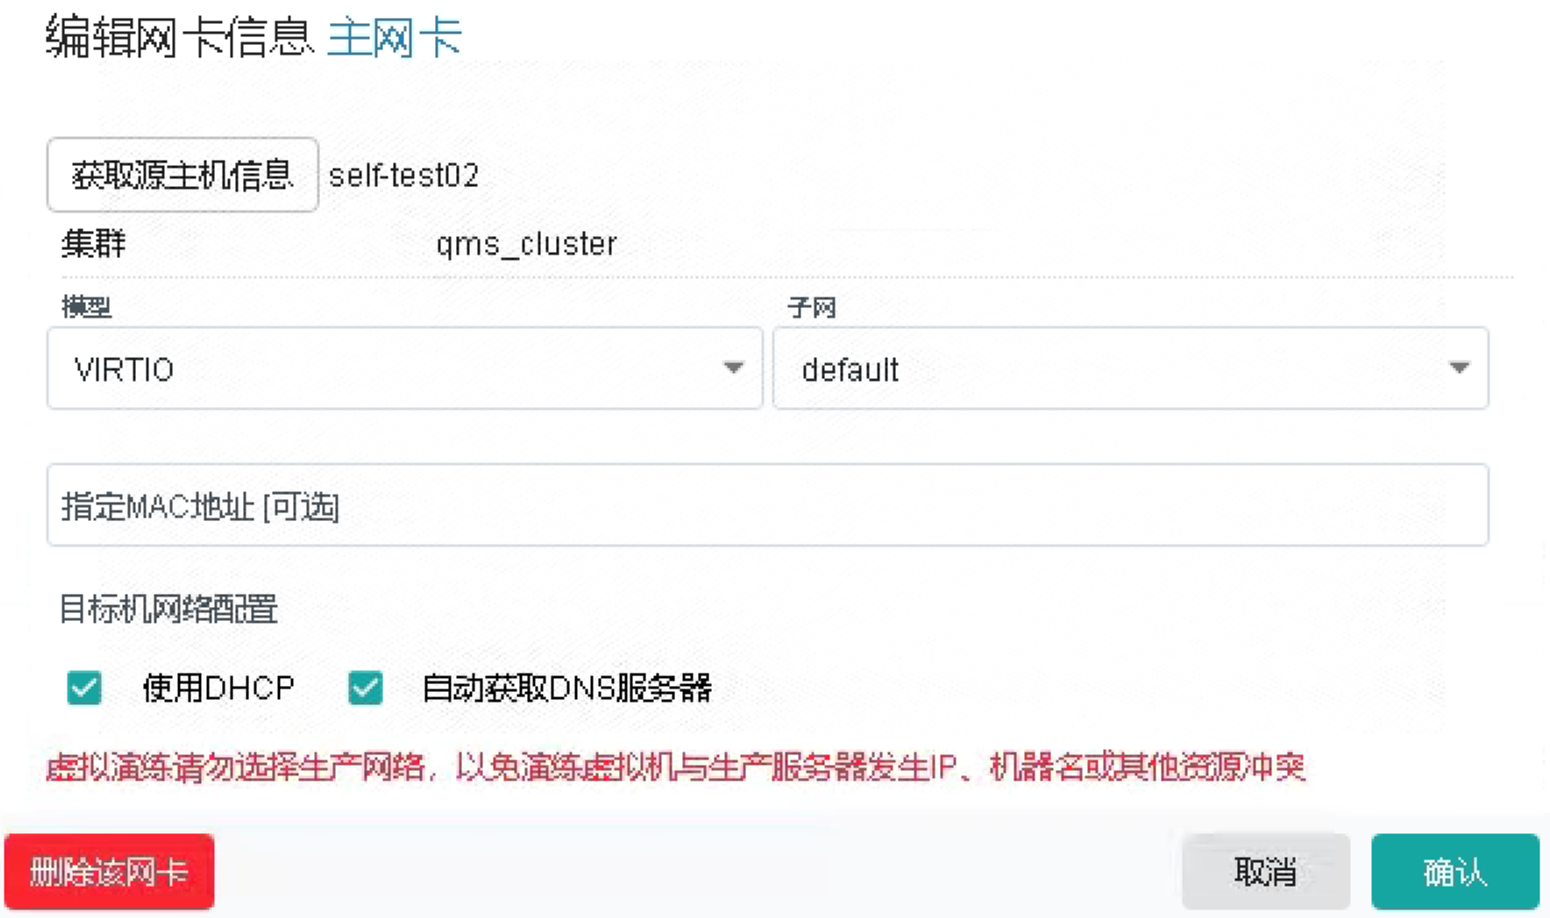 编辑网卡信息 主网卡
获取源主机信息 self-test02
集群 qms_cluster
模型 子网
VIRTIO default
指定MAC地址 [可选]
目标机网络配置
使用DHCP 自动获取DNS服务器
虚拟演练请勿选择生产网络，以免演练虚拟机与生产服务器发生IP、机器名或其他资源冲突
删除该网卡 取消 确认